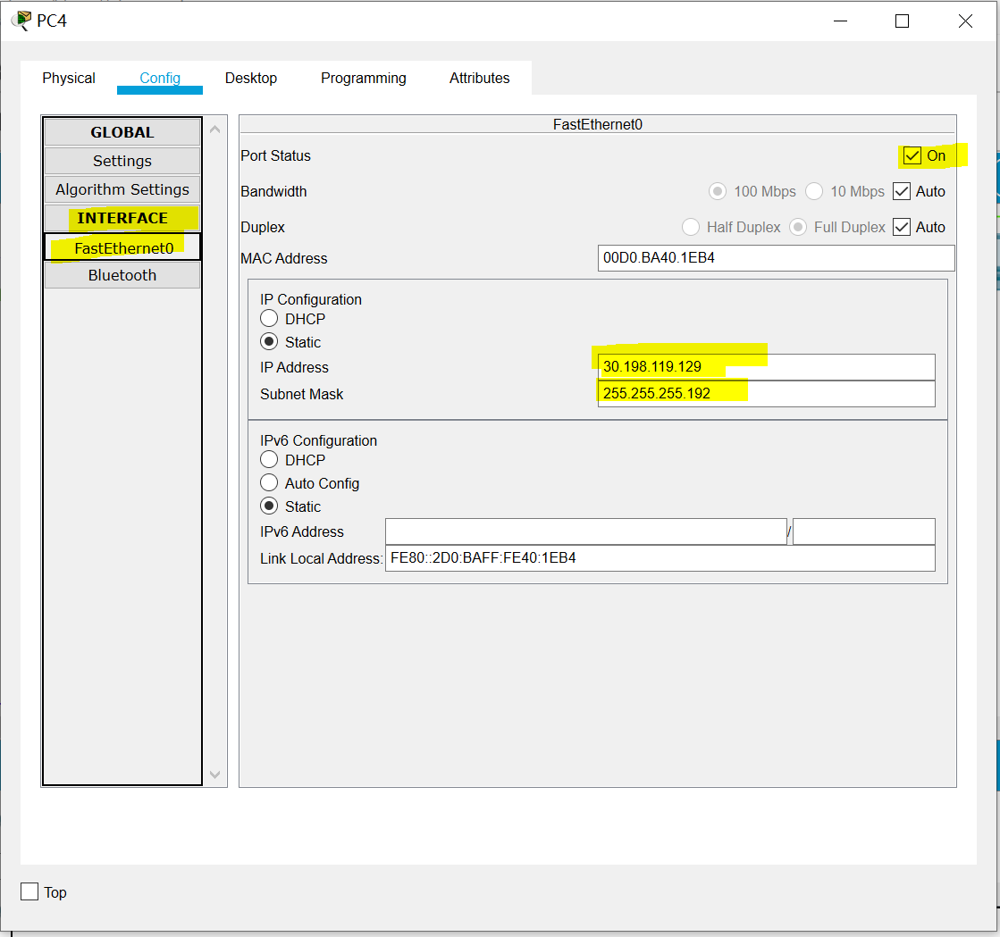 PC4
Physical Config Desktop Programming Attributes
GLOBAL
Settings
Algorithm Settings
INTERFACE
FastEthernet0
Bluetooth
FastEthernet0
Port Status On
Bandwidth 100 Mbps 10 Mbps Auto
Duplex Half Duplex Full Duplex Auto
MAC Address 00D0.BA40.1EB4
IP Configuration
DHCP
Static
IP Address 30.198.119.129
Subnet Mask 255.255.255.192
IPv6 Configuration
DHCP
Auto Config
Static
IPv6 Address /
Link Local Address: FE80::2D0:BAFF:FE40:1EB4
Top